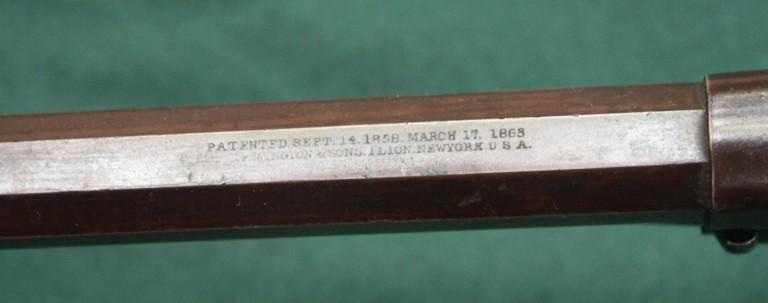 PATENTED SEPT. 14. 1858. MARCH 17. 1863
& SONS, ILION, NEWYORK. U S A.